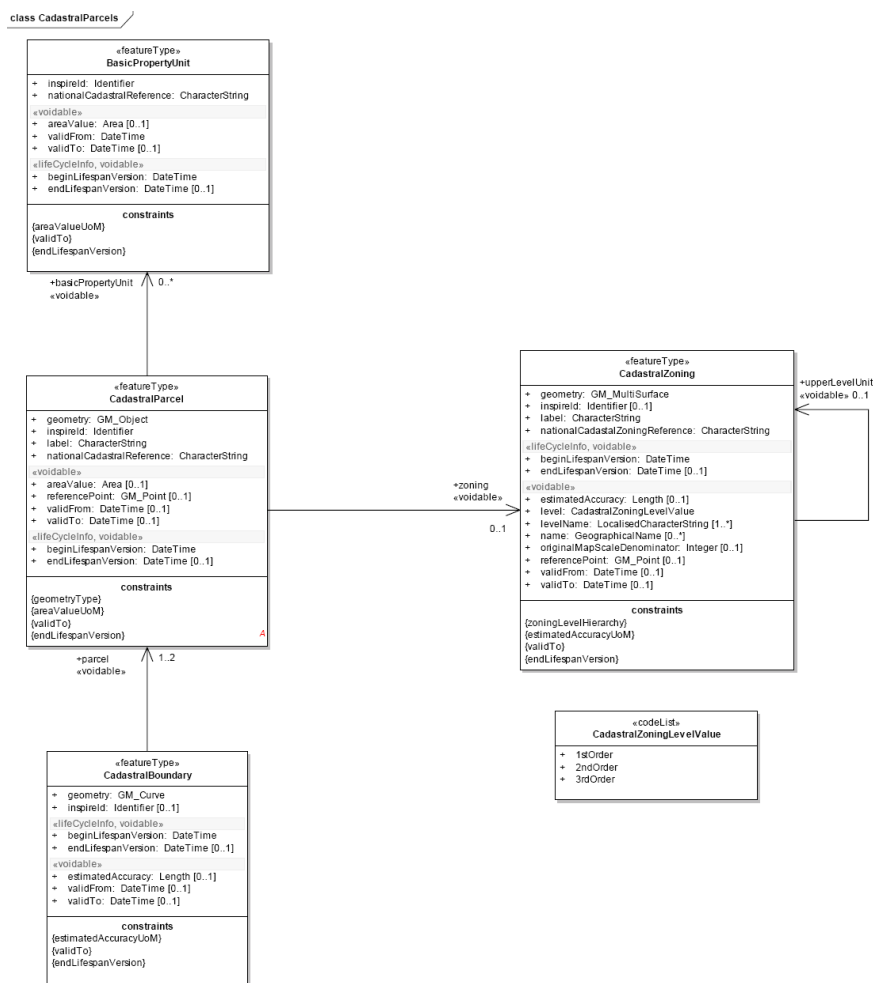 class CadastralParcels
«featureType»
BasicPropertyUnit
+ inspireId: Identifier
+ nationalCadastralReference: CharacterString
«voidable»
+ areaValue: Area [0..1]
+ validFrom: DateTime
+ validTo: DateTime [0..1]
«lifeCycleInfo, voidable»
+ beginLifespanVersion: DateTime
+ endLifespanVersion: DateTime [0..1]
constraints
{areaValueUoM}
{validTo}
{endLifespanVersion}
+basicPropertyUnit 0..*
«voidable»
«featureType»
CadastralParcel
+ geometry: GM_Object
+ inspireId: Identifier
+ label: CharacterString
+ nationalCadastralReference: CharacterString
«voidable»
+ areaValue: Area [0..1]
+ referencePoint: GM_Point [0..1]
+ validFrom: DateTime [0..1]
+ validTo: DateTime [0..1]
«lifeCycleInfo, voidable»
+ beginLifespanVersion: DateTime
+ endLifespanVersion: DateTime [0..1]
constraints
{geometryType}
{areaValueUoM}
{validTo}
{endLifespanVersion}
A
+zoning
«voidable»
0..1
«featureType»
CadastralZoning
+ geometry: GM_MultiSurface
+ inspireId: Identifier [0..1]
+ label: CharacterString
+ nationalCadastalZoningReference: CharacterString
«lifeCycleInfo, voidable»
+ beginLifespanVersion: DateTime
+ endLifespanVersion: DateTime [0..1]
«voidable»
+ estimatedAccuracy: Length [0..1]
+ level: CadastralZoningLevelValue
+ levelName: LocalisedCharacterString [1..*]
+ name: GeographicalName [0..*]
+ originalMapScaleDenominator: Integer [0..1]
+ referencePoint: GM_Point [0..1]
+ validFrom: DateTime [0..1]
+ validTo: DateTime [0..1]
constraints
{zoningLevelHierarchy}
{estimatedAccuracyUoM}
{validTo}
{endLifespanVersion}
+upperLevelUnit
«voidable» 0..1
+parcel 1..2
«voidable»
«featureType»
CadastralBoundary
+ geometry: GM_Curve
+ inspireId: Identifier [0..1]
«lifeCycleInfo, voidable»
+ beginLifespanVersion: DateTime
+ endLifespanVersion: DateTime [0..1]
«voidable»
+ estimatedAccuracy: Length [0..1]
+ validFrom: DateTime [0..1]
+ validTo: DateTime [0..1]
constraints
{estimatedAccuracyUoM}
{validTo}
{endLifespanVersion}
«codeList»
CadastralZoningLevelValue
+ 1stOrder
+ 2ndOrder
+ 3rdOrder